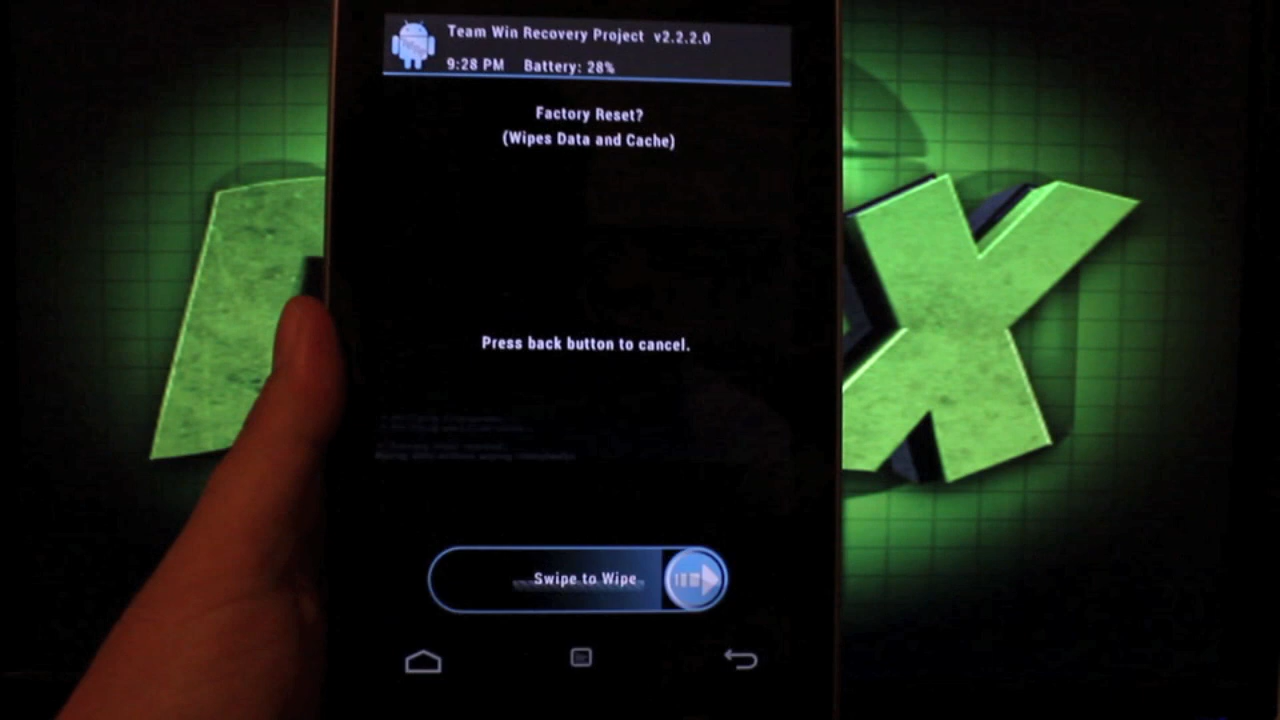 Team Win Recovery Project v2.2.2.0
9:28 PM Battery: 28%
Factory Reset?
(Wipes Data and Cache)
Press back button to cancel.
Swipe to Wipe
X